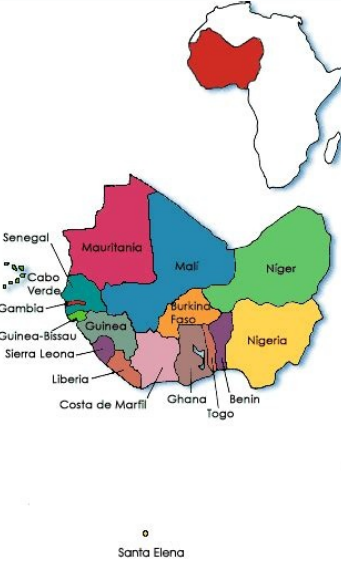 Senegal
Mauritania
Cabo
Verde
Mali
Níger
Gambia
Burkina
Faso
Guinea-Bissau
Guinea
Nigeria
Sierra Leona
Liberia
Costa de Marfil
Ghana
Benin
Togo
Santa Elena